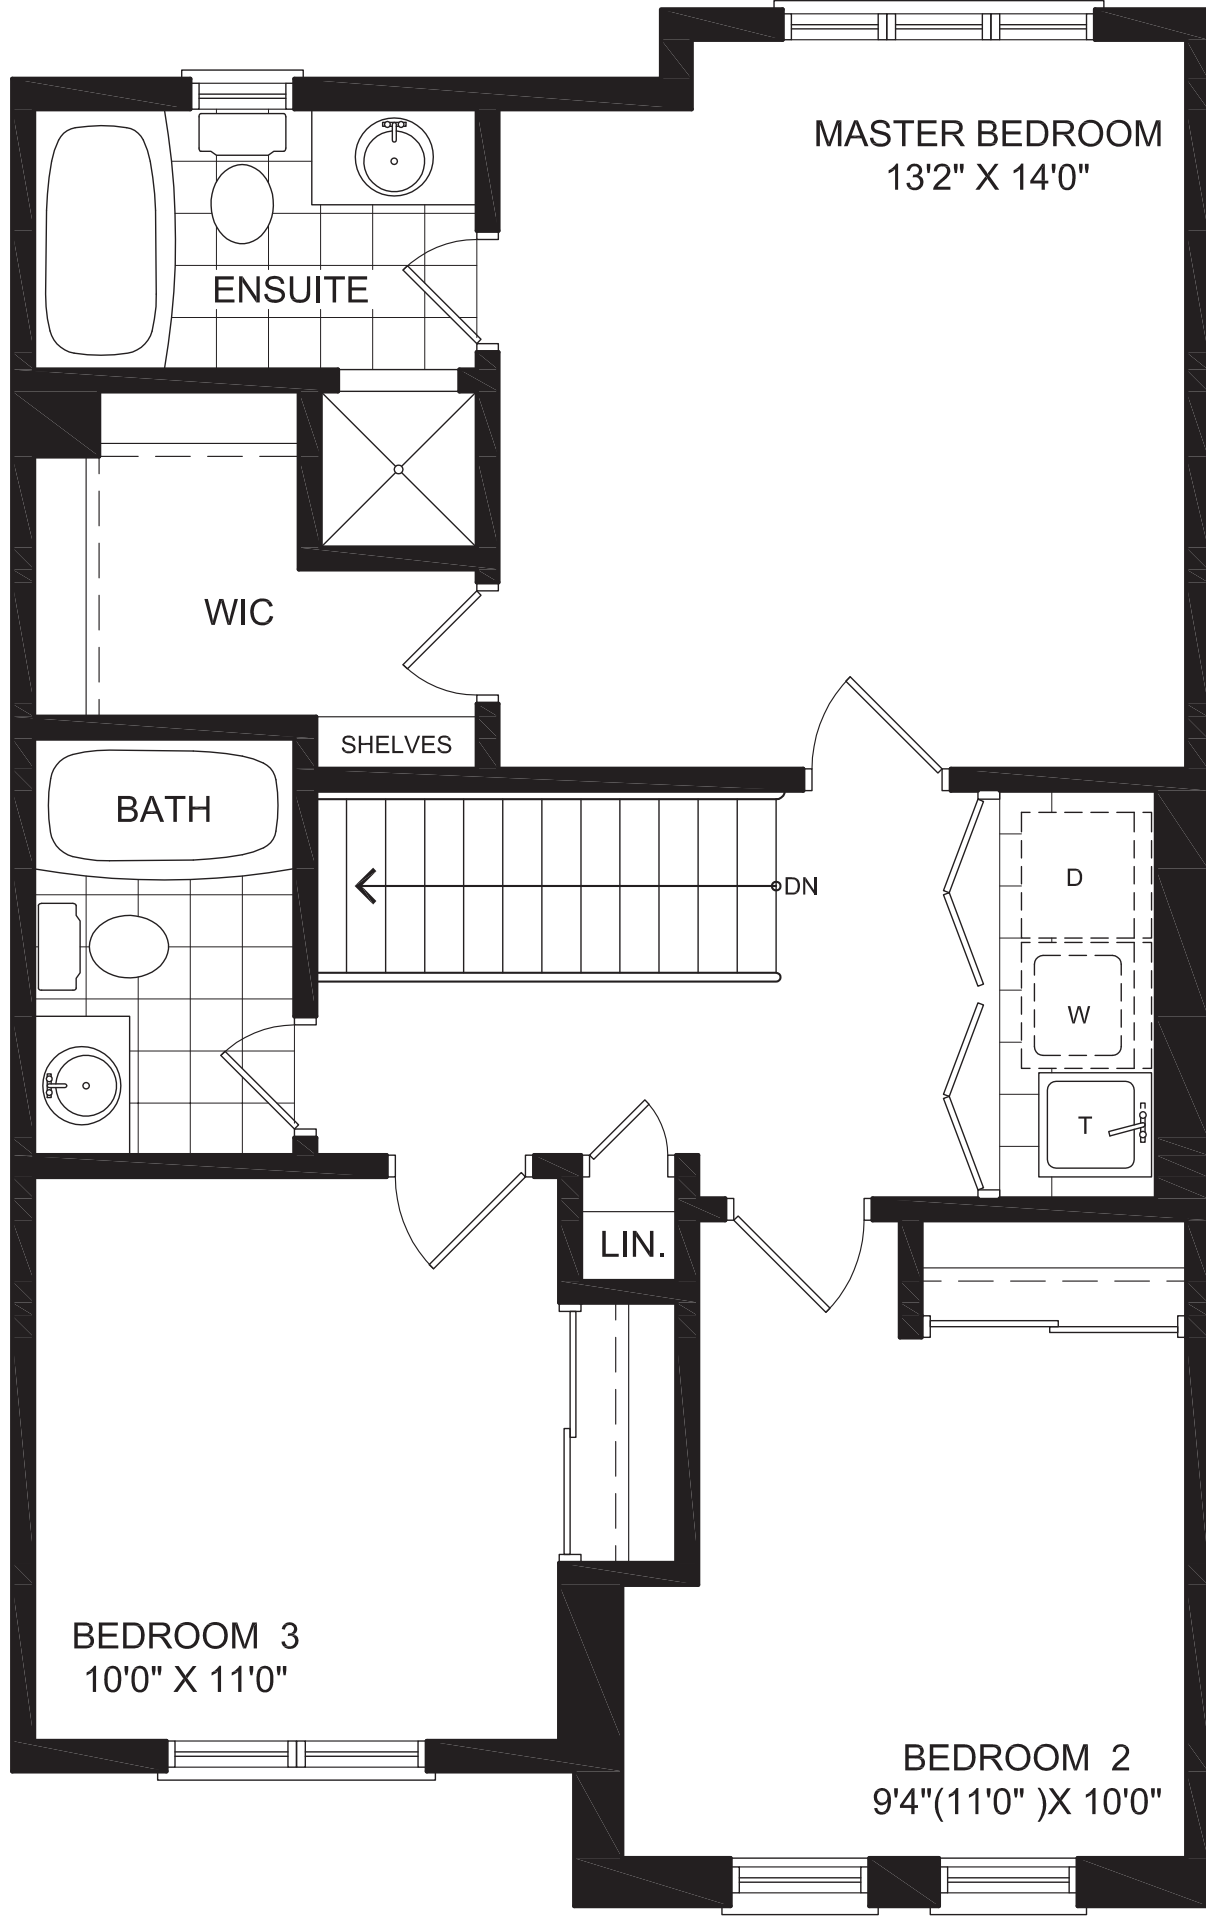 MASTER BEDROOM
13'2" X 14'0"
ENSUITE
WIC
SHELVES
BATH
DN
D
W
T
LIN.
BEDROOM 3
10'0" X 11'0"
BEDROOM 2
9'4"(11'0" )X 10'0"